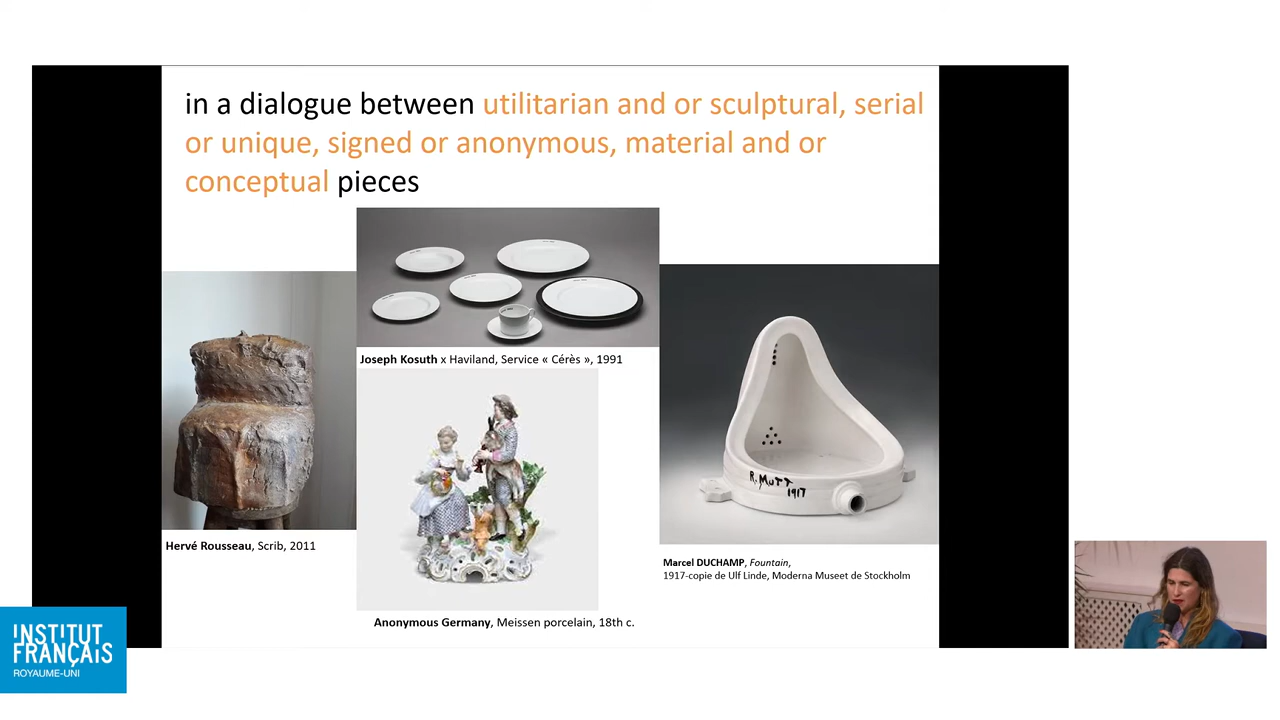 in a dialogue between utilitarian and or sculptural, serial
or unique, signed or anonymous, material and or
conceptual pieces
Joseph Kosuth x Haviland, Service « Cérès », 1991
Hervé Rousseau, Scrib, 2011
R. MUTT
1917
Marcel DUCHAMP, Fountain,
1917-copie de Ulf Linde, Moderna Museet de Stockholm
Anonymous Germany, Meissen porcelain, 18th c.
INSTITUT
FRANÇAIS
ROYAUME-UNI